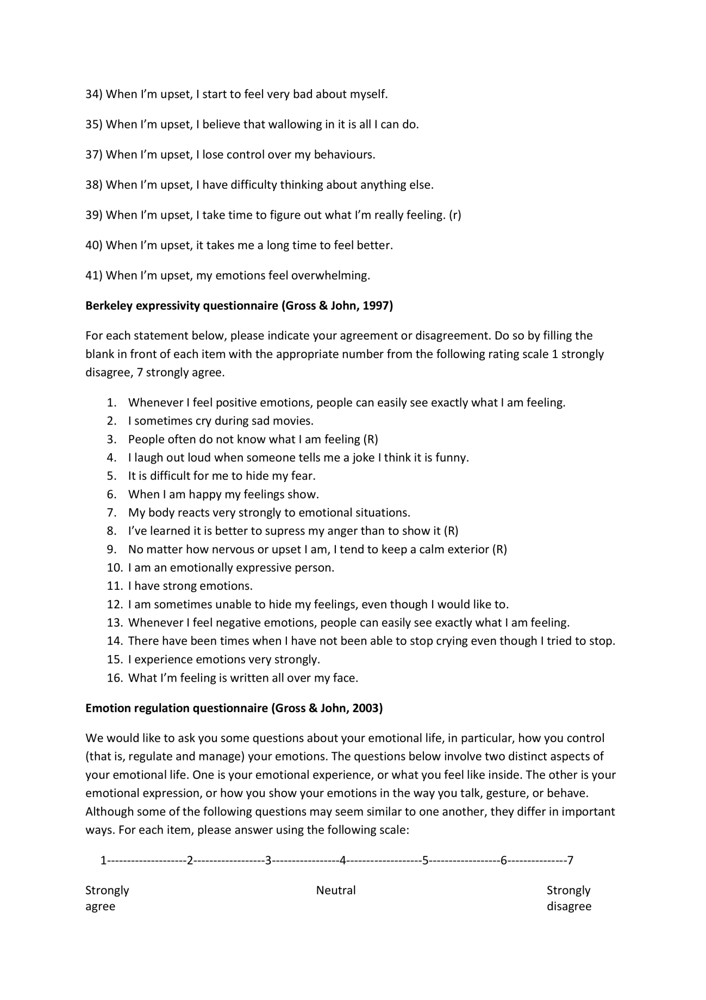 34) When I’m upset, I start to feel very bad about myself.
35) When I’m upset, I believe that wallowing in it is all I can do.
37) When I’m upset, I lose control over my behaviours.
38) When I’m upset, I have difficulty thinking about anything else.
39) When I’m upset, I take time to figure out what I’m really feeling. (r)
40) When I’m upset, it takes me a long time to feel better.
41) When I’m upset, my emotions feel overwhelming.
Berkeley expressivity questionnaire (Gross & John, 1997)
For each statement below, please indicate your agreement or disagreement. Do so by filling the
blank in front of each item with the appropriate number from the following rating scale 1 strongly
disagree, 7 strongly agree.
1. Whenever I feel positive emotions, people can easily see exactly what I am feeling.
2. I sometimes cry during sad movies.
3. People often do not know what I am feeling (R)
4. I laugh out loud when someone tells me a joke I think it is funny.
5. It is difficult for me to hide my fear.
6. When I am happy my feelings show.
7. My body reacts very strongly to emotional situations.
8. I’ve learned it is better to supress my anger than to show it (R)
9. No matter how nervous or upset I am, I tend to keep a calm exterior (R)
10. I am an emotionally expressive person.
11. I have strong emotions.
12. I am sometimes unable to hide my feelings, even though I would like to.
13. Whenever I feel negative emotions, people can easily see exactly what I am feeling.
14. There have been times when I have not been able to stop crying even though I tried to stop.
15. I experience emotions very strongly.
16. What I’m feeling is written all over my face.
Emotion regulation questionnaire (Gross & John, 2003)
We would like to ask you some questions about your emotional life, in particular, how you control
(that is, regulate and manage) your emotions. The questions below involve two distinct aspects of
your emotional life. One is your emotional experience, or what you feel like inside. The other is your
emotional expression, or how you show your emotions in the way you talk, gesture, or behave.
Although some of the following questions may seem similar to one another, they differ in important
ways. For each item, please answer using the following scale:
1--------------------2------------------3-----------------4-------------------5------------------6---------------7
Strongly Neutral Strongly
agree disagree